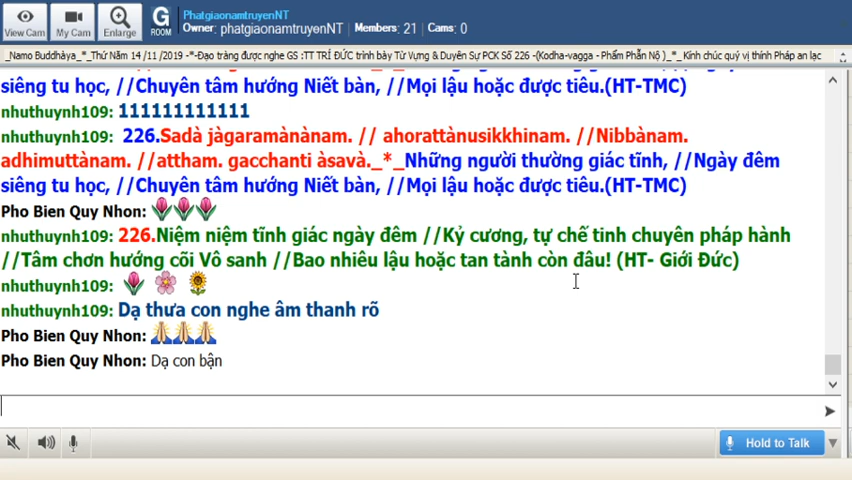 View Cam
My Cam
Enlarge
G
ROOM
PhatgiaonamtruyenNT
Owner: phatgiaonamtruyenNT Members: 21 Cams: 0
_Namo Buddhàya_*_Thứ Năm 14 /11 /2019 -*-Đạo tràng được nghe GS :TT TRÍ ĐỨC trình bày Từ Vựng & Duyên Sự PCK Số 226 -(Kodha-vagga - Phẩm Phẫn Nộ )_*_ Kính chúc quý vị thính Pháp an lạc
siêng tu học, //Chuyên tâm hướng Niết bàn, //Mọi lậu hoặc được tiêu.(HT-TMC)
nhuthuynh109: 111111111111
nhuthuynh109: 226.Sadà jàgaramànànam. // ahorattànusikkhinam. //Nibbànam.
adhimuttànam. //attham. gacchanti àsavà._*_Những người thường giác tĩnh, //Ngày đêm
siêng tu học, //Chuyên tâm hướng Niết bàn, //Mọi lậu hoặc được tiêu.(HT-TMC)
Pho Bien Quy Nhon:
nhuthuynh109: 226.Niệm niệm tĩnh giác ngày đêm //Kỷ cương, tự chế tinh chuyên pháp hành
//Tâm chơn hướng cõi Vô sanh //Bao nhiêu lậu hoặc tan tành còn đâu! (HT- Giới Đức)
nhuthuynh109:
nhuthuynh109: Dạ thưa con nghe âm thanh rõ
Pho Bien Quy Nhon:
Pho Bien Quy Nhon: Dạ con bận
Hold to Talk